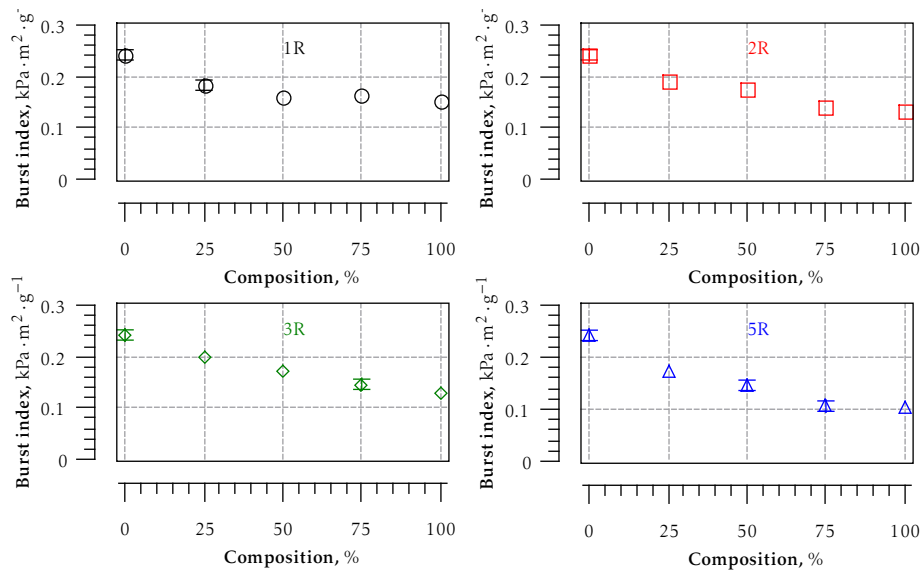 0.3
0.2
0.1
0
Burst index, kPa · m² · g⁻
1R
0 25 50 75 100
Composition, %
0.3
0.2
0.1
0
Burst index, kPa · m² · g⁻
2R
0 25 50 75 100
Composition, %
0.3
0.2
0.1
0
Burst index, kPa · m² · g⁻¹
3R
0 25 50 75 100
Composition, %
0.3
0.2
0.1
0
Burst index, kPa · m² · g⁻¹
5R
0 25 50 75 100
Composition, %